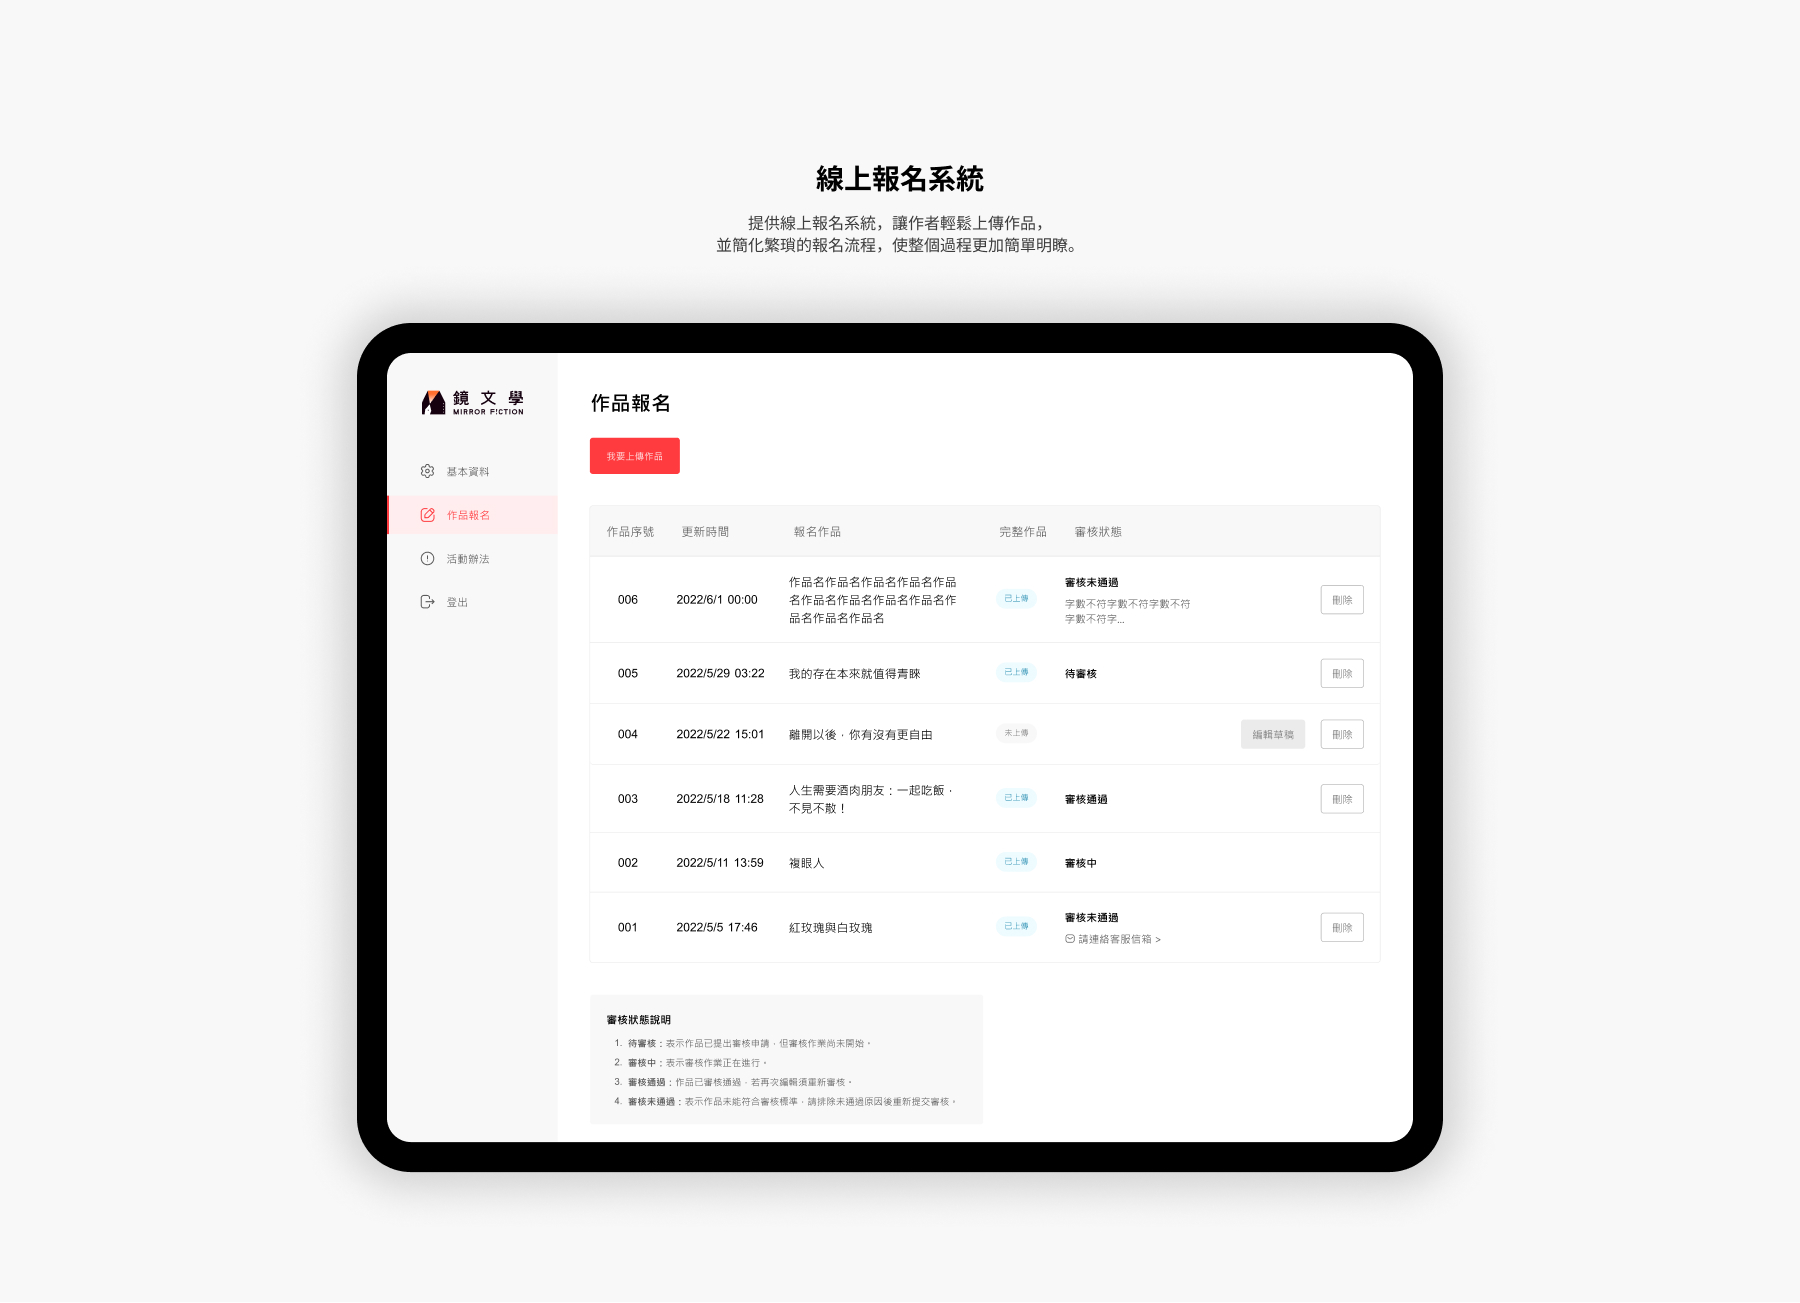 線上報名系統
提供線上報名系統，讓作者輕鬆上傳作品，
並簡化繁瑣的報名流程，使整個過程更加簡單明瞭。
鏡文學
MIRROR F!CTION
基本資料
作品報名
活動辦法
登出
作品報名
我要上傳作品
作品序號 更新時間 報名作品 完整作品 審核狀態
006 2022/6/1 00:00 作品名作品名作品名作品名作品 已上傳 審核未通過 刪除
名作品名作品名作品名作品名作 字數不符字數不符字數不符
品名作品名作品名 字數不符字...
005 2022/5/29 03:22 我的存在本來就值得青睞 已上傳 待審核 刪除
004 2022/5/22 15:01 離開以後，你有沒有更自由 未上傳 編輯草稿 刪除
003 2022/5/18 11:28 人生需要酒肉朋友：一起吃飯， 已上傳 審核通過 刪除
不見不散！
002 2022/5/11 13:59 複眼人 已上傳 審核中
001 2022/5/5 17:46 紅玫瑰與白玫瑰 已上傳 審核未通過 刪除
請連絡客服信箱 >
審核狀態說明
1. 待審核：表示作品已提出審核申請，但審核作業尚未開始。
2. 審核中：表示審核作業正在進行。
3. 審核通過：作品已審核通過，若再次編輯須重新審核。
4. 審核未通過：表示作品未能符合審核標準，請排除未通過原因後重新提交審核。